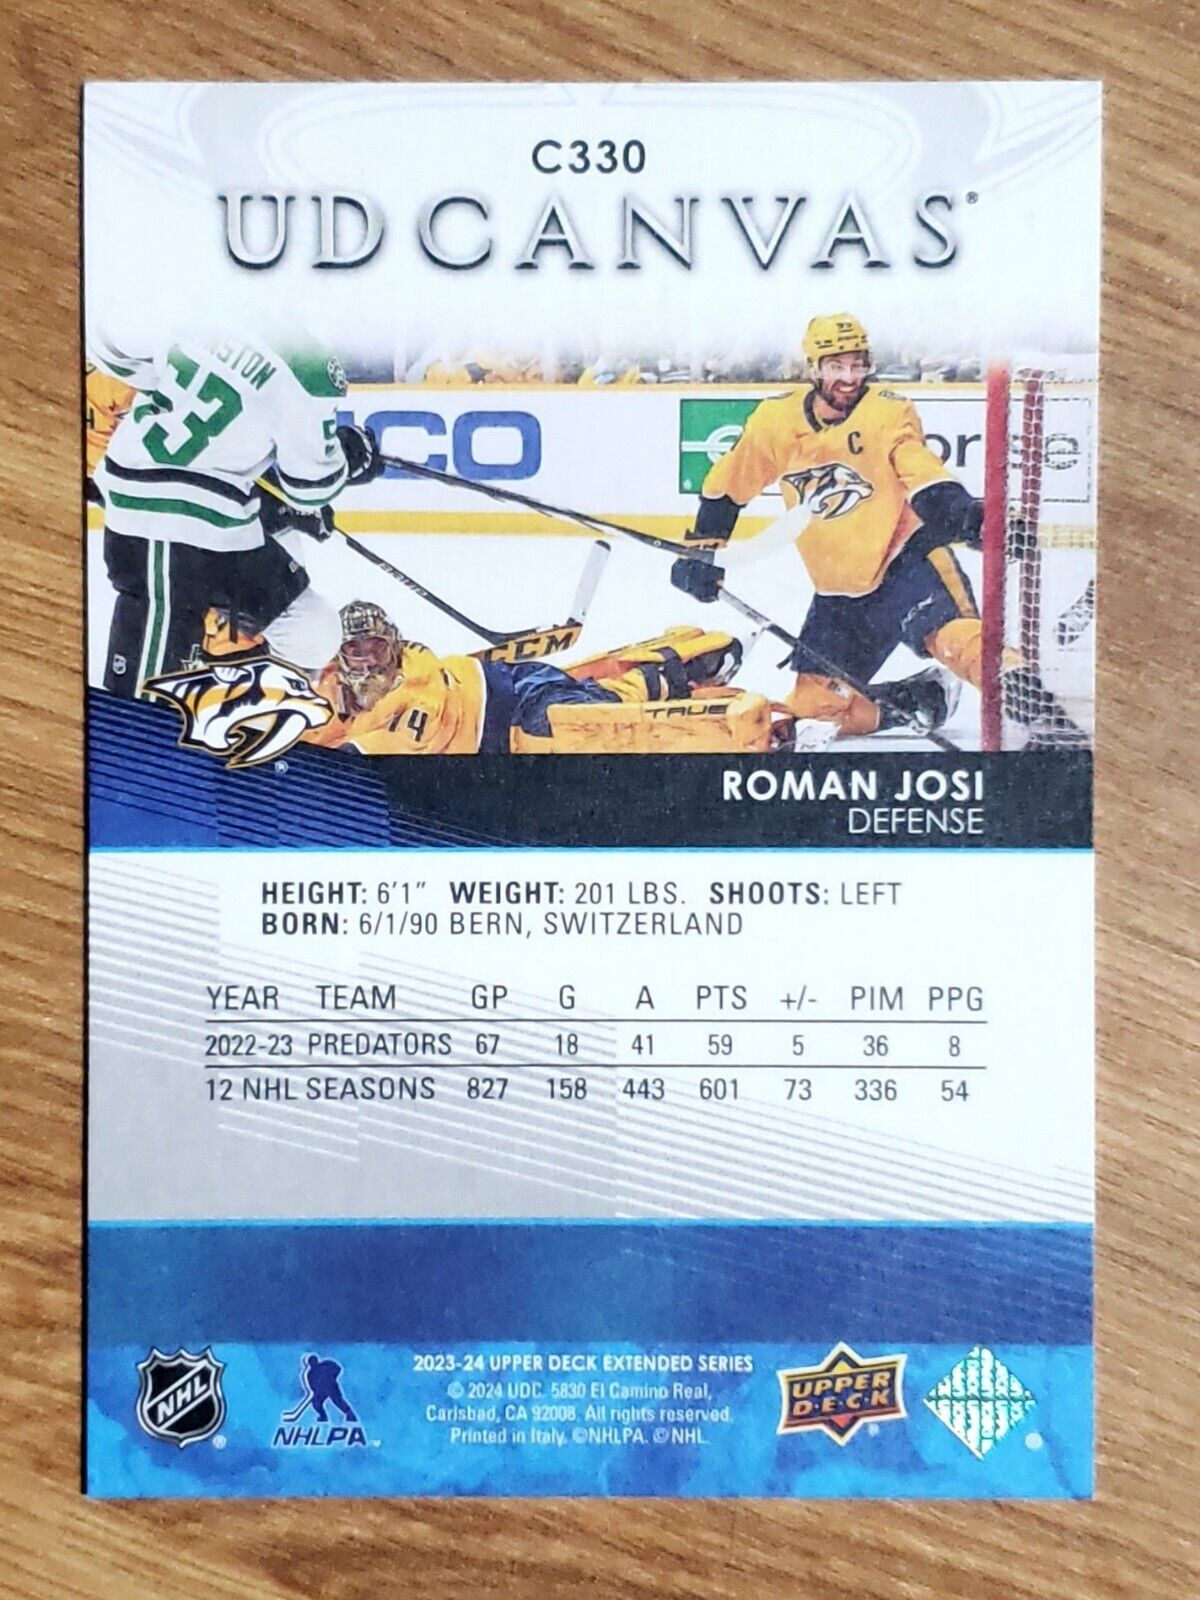 C330
UD CANVAS®
NSTON
53
CO
C
TRUE
CCM
74
ROMAN JOSI
DEFENSE
HEIGHT: 6'1" WEIGHT: 201 LBS. SHOOTS: LEFT
BORN: 6/1/90 BERN, SWITZERLAND
YEAR TEAM GP G A PTS +/- PIM PPG
2022-23 PREDATORS 67 18 41 59 5 36 8
12 NHL SEASONS 827 158 443 601 73 336 54
2023-24 UPPER DECK EXTENDED SERIES
© 2024 UDC. 5830 El Camino Real,
Carlsbad, CA 92008. All rights reserved.
Printed in Italy. ©NHLPA. ©NHL.
NHL
NHLPA™
UPPER
DECK